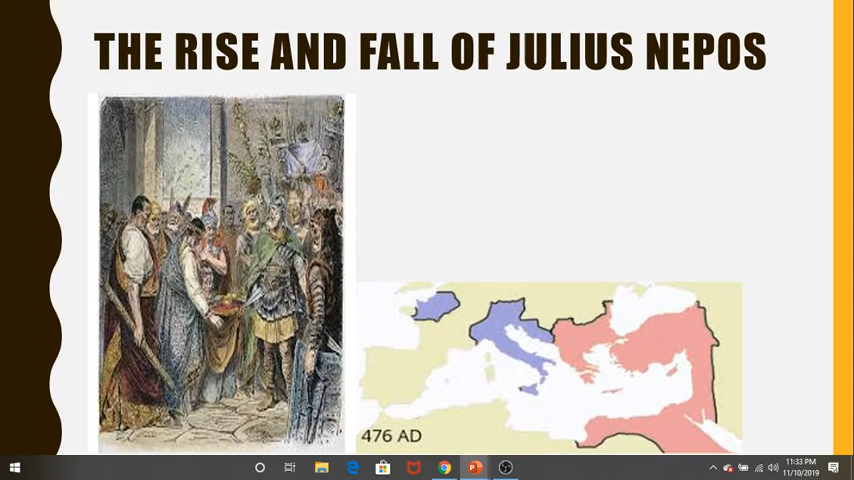 THE RISE AND FALL OF JULIUS NEPOS
476 AD
11:33 PM
11/10/2019